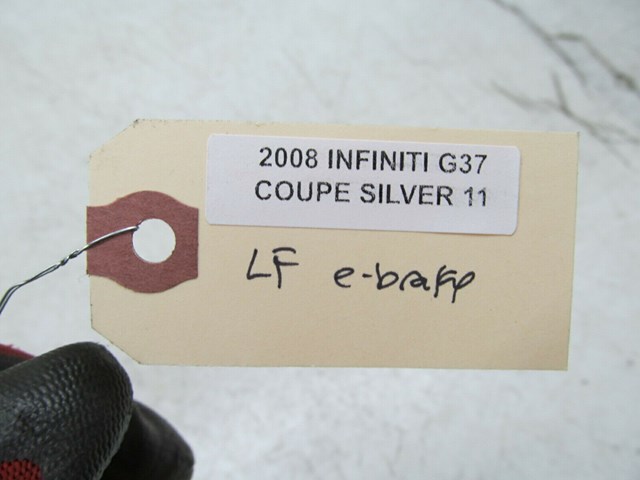 2008 INFINITI G37
COUPE SILVER 11
LF e-brake